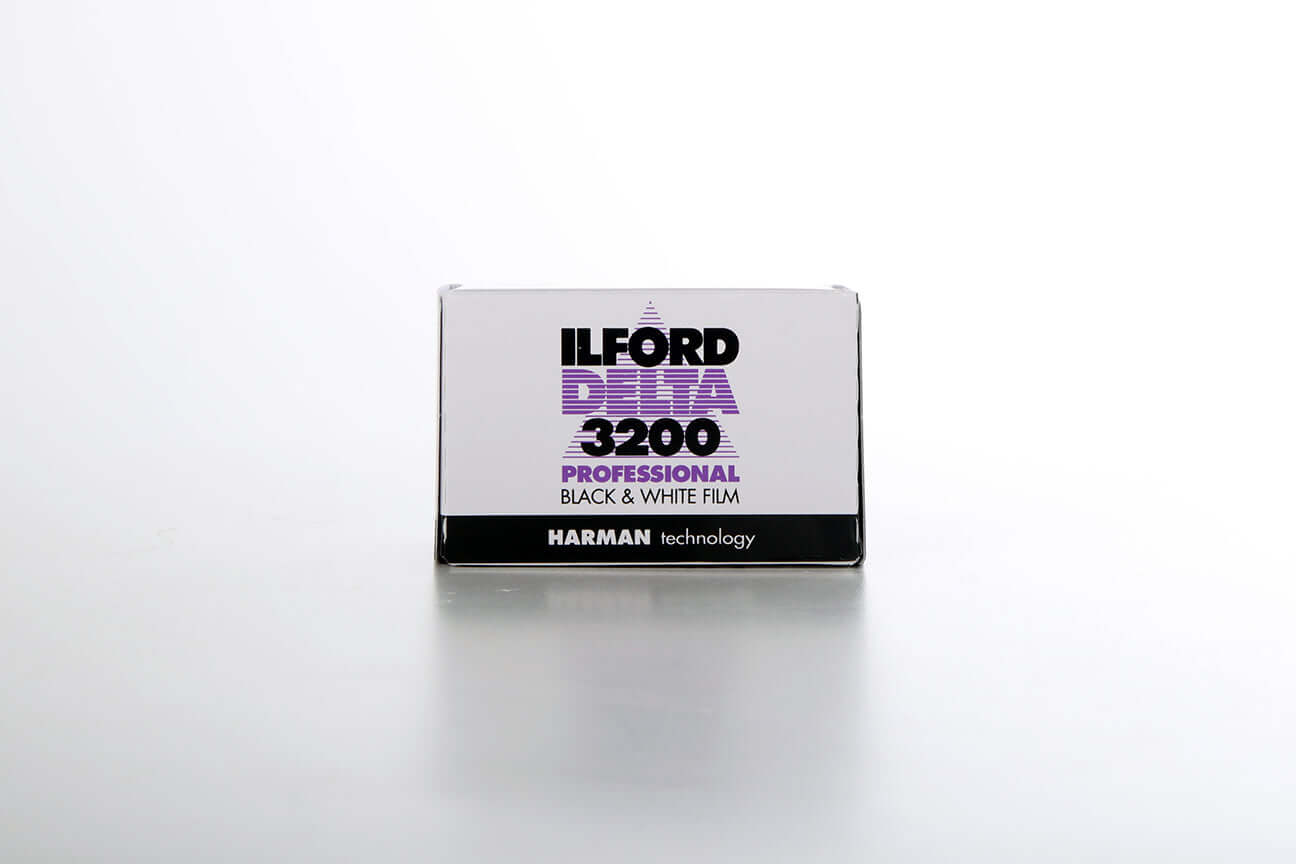 ILFORD
DELTA
3200
PROFESSIONAL
BLACK & WHITE FILM
HARMAN technology